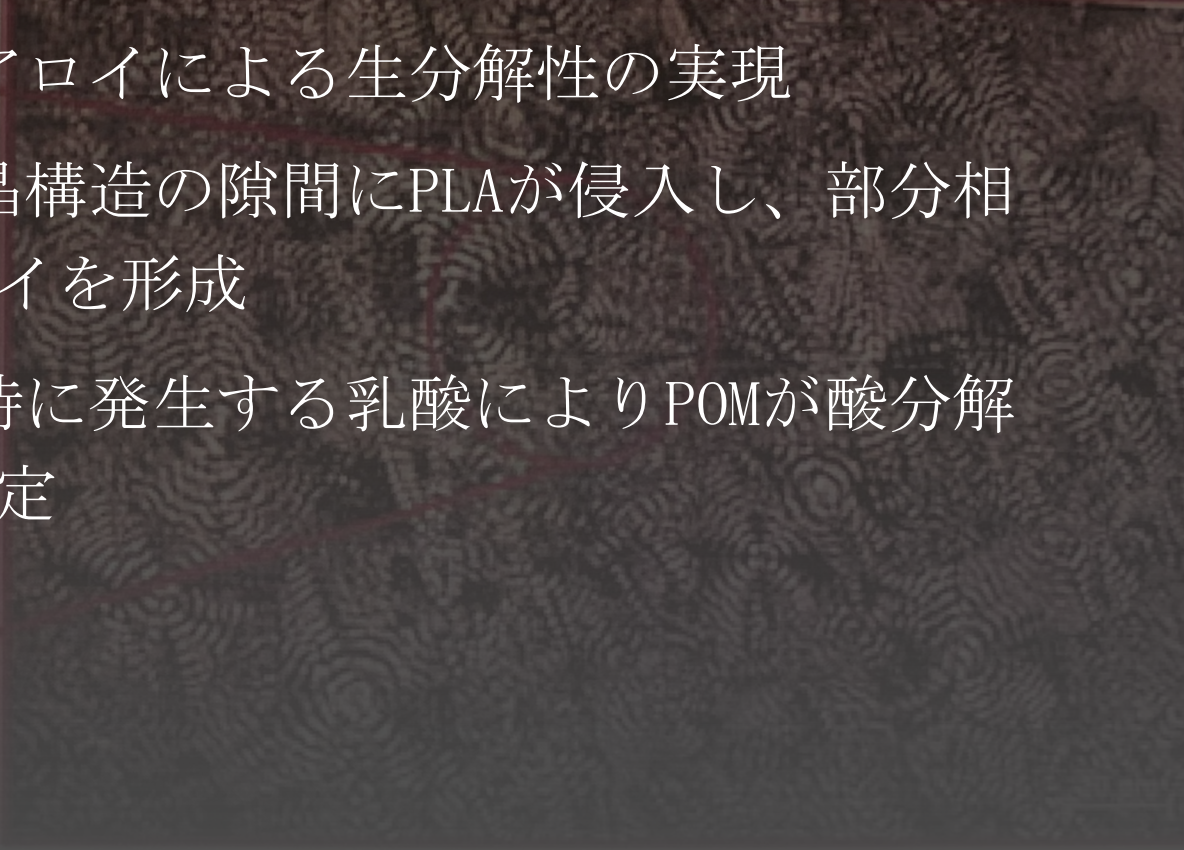 アロイによる生分解性の実現
晶構造の隙間にPLAが侵入し、部分相
イを形成
時に発生する乳酸によりPOMが酸分解
定